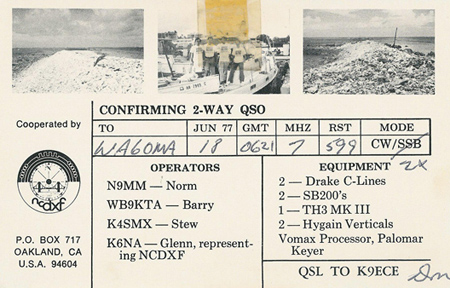 CONFIRMING 2-WAY QSO
Cooperated by
TO JUN 77 GMT MHZ RST MODE
WA6OMA 18 0621 7 599 CW/SSB
2X
ncdxf
P.O. BOX 717
OAKLAND, CA
U.S.A. 94604
OPERATORS
N9MM — Norm
WB9KTA — Barry
K4SMX — Stew
K6NA — Glenn, represent-
ing NCDXF
EQUIPMENT
2 — Drake C-Lines
2 — SB200's
1 — TH3 MK III
2 — Hygain Verticals
Vomax Processor, Palomar
Keyer
QSL TO K9ECE